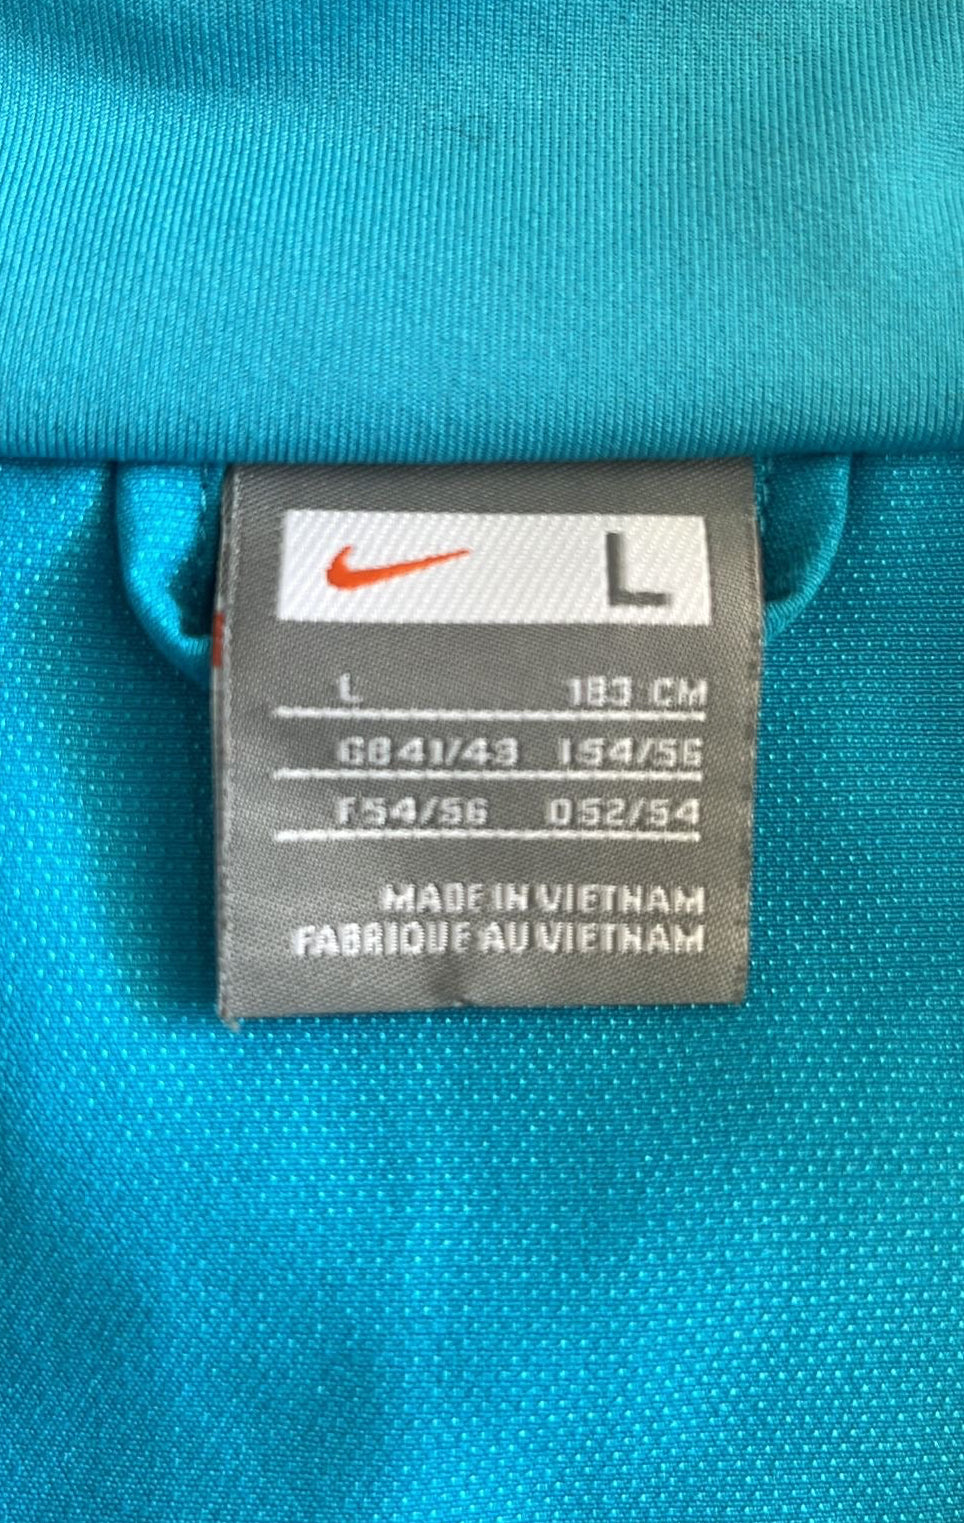 L
L 183 CM
GB 41/43 I 54/56
F 54/56 D 52/54
MADE IN VIETNAM
FABRIQUE AU VIETNAM